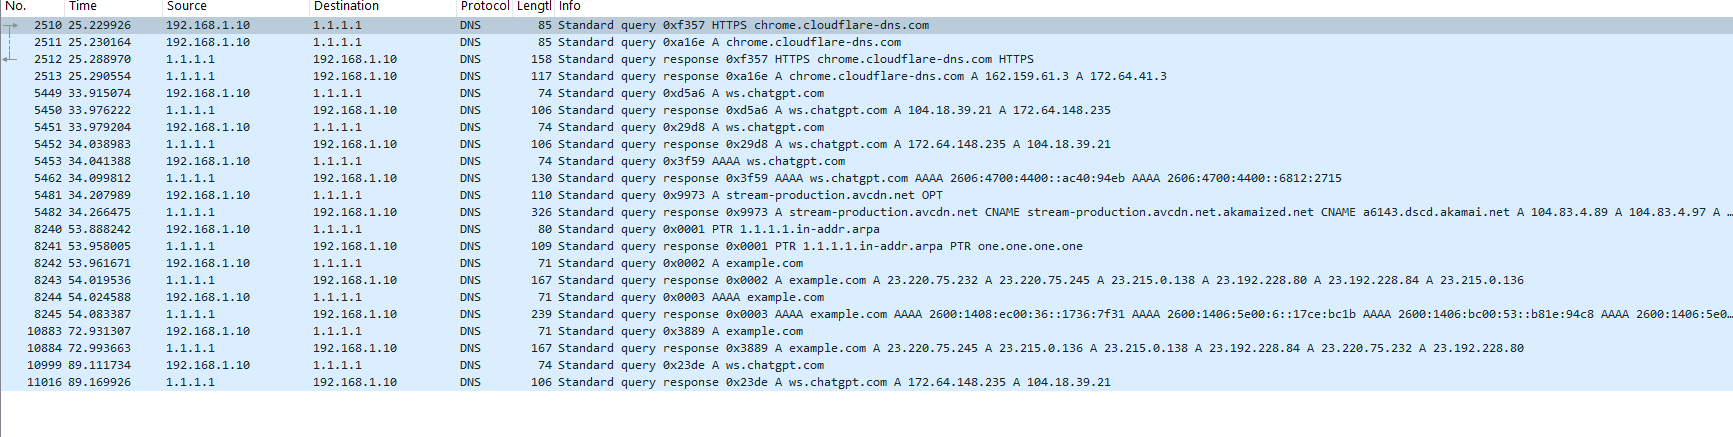 No. Time Source Destination Protocol Lengtl Info
2510 25.229926 192.168.1.10 1.1.1.1 DNS 85 Standard query 0xf357 HTTPS chrome.cloudflare-dns.com
2511 25.230164 192.168.1.10 1.1.1.1 DNS 85 Standard query 0xa16e A chrome.cloudflare-dns.com
2512 25.288970 1.1.1.1 192.168.1.10 DNS 158 Standard query response 0xf357 HTTPS chrome.cloudflare-dns.com HTTPS
2513 25.290554 1.1.1.1 192.168.1.10 DNS 117 Standard query response 0xa16e A chrome.cloudflare-dns.com A 162.159.61.3 A 172.64.41.3
5449 33.915074 192.168.1.10 1.1.1.1 DNS 74 Standard query 0xd5a6 A ws.chatgpt.com
5450 33.976222 1.1.1.1 192.168.1.10 DNS 106 Standard query response 0xd5a6 A ws.chatgpt.com A 104.18.39.21 A 172.64.148.235
5451 33.979204 192.168.1.10 1.1.1.1 DNS 74 Standard query 0x29d8 A ws.chatgpt.com
5452 34.038983 1.1.1.1 192.168.1.10 DNS 106 Standard query response 0x29d8 A ws.chatgpt.com A 172.64.148.235 A 104.18.39.21
5453 34.041388 192.168.1.10 1.1.1.1 DNS 74 Standard query 0x3f59 AAAA ws.chatgpt.com
5462 34.099812 1.1.1.1 192.168.1.10 DNS 130 Standard query response 0x3f59 AAAA ws.chatgpt.com AAAA 2606:4700:4400::ac40:94eb AAAA 2606:4700:4400::6812:2715
5481 34.207989 192.168.1.10 1.1.1.1 DNS 110 Standard query 0x9973 A stream-production.avcdn.net OPT
5482 34.266475 1.1.1.1 192.168.1.10 DNS 326 Standard query response 0x9973 A stream-production.avcdn.net CNAME stream-production.avcdn.net.akamaized.net CNAME a6143.dscd.akamai.net A 104.83.4.89 A 104.83.4.97 A …
8240 53.888242 192.168.1.10 1.1.1.1 DNS 80 Standard query 0x0001 PTR 1.1.1.1.in-addr.arpa
8241 53.958005 1.1.1.1 192.168.1.10 DNS 109 Standard query response 0x0001 PTR 1.1.1.1.in-addr.arpa PTR one.one.one.one
8242 53.961671 192.168.1.10 1.1.1.1 DNS 71 Standard query 0x0002 A example.com
8243 54.019536 1.1.1.1 192.168.1.10 DNS 167 Standard query response 0x0002 A example.com A 23.220.75.232 A 23.220.75.245 A 23.215.0.138 A 23.192.228.80 A 23.192.228.84 A 23.215.0.136
8244 54.024588 192.168.1.10 1.1.1.1 DNS 71 Standard query 0x0003 AAAA example.com
8245 54.083387 1.1.1.1 192.168.1.10 DNS 239 Standard query response 0x0003 AAAA example.com AAAA 2600:1408:ec00:36::1736:7f31 AAAA 2600:1406:5e00:6::17ce:bc1b AAAA 2600:1406:bc00:53::b81e:94c8 AAAA 2600:1406:5e0…
10883 72.931307 192.168.1.10 1.1.1.1 DNS 71 Standard query 0x3889 A example.com
10884 72.993663 1.1.1.1 192.168.1.10 DNS 167 Standard query response 0x3889 A example.com A 23.220.75.245 A 23.215.0.136 A 23.215.0.138 A 23.192.228.84 A 23.220.75.232 A 23.192.228.80
10999 89.111734 192.168.1.10 1.1.1.1 DNS 74 Standard query 0x23de A ws.chatgpt.com
11016 89.169926 1.1.1.1 192.168.1.10 DNS 106 Standard query response 0x23de A ws.chatgpt.com A 172.64.148.235 A 104.18.39.21